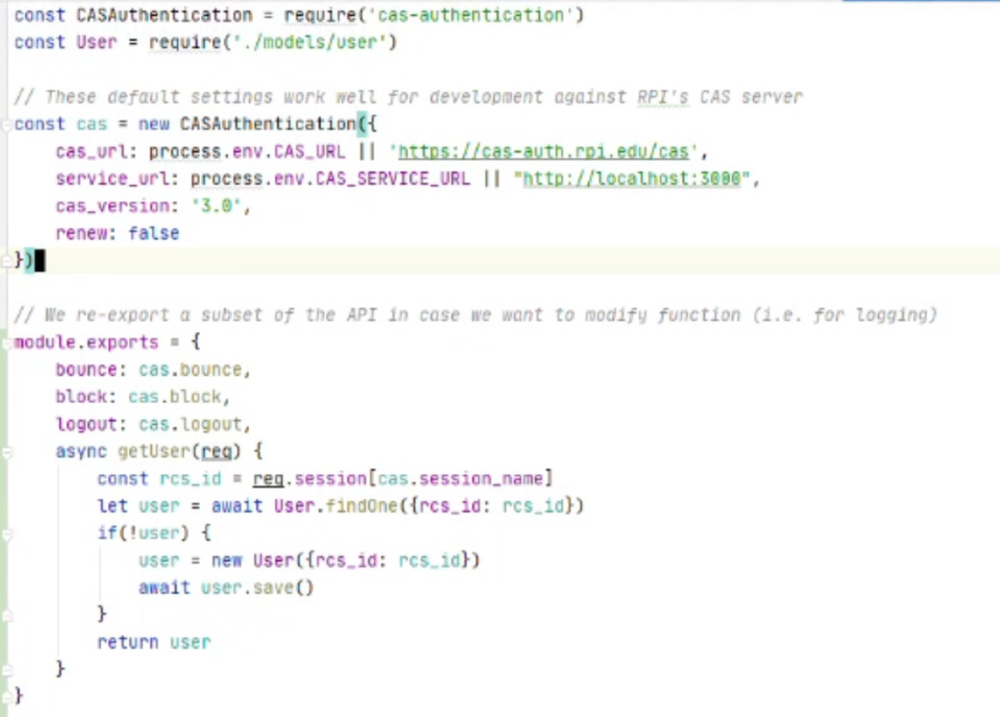 const CASAuthentication = require('cas-authentication')
const User = require('./models/user')
// These default settings work well for development against RPI's CAS server
const cas = new CASAuthentication({
    cas_url: process.env.CAS_URL || 'https://cas-auth.rpi.edu/cas',
    service_url: process.env.CAS_SERVICE_URL || "http://localhost:3000",
    cas_version: '3.0',
    renew: false
})
// We re-export a subset of the API in case we want to modify function (i.e. for logging)
module.exports = {
    bounce: cas.bounce,
    block: cas.block,
    logout: cas.logout,
    async getUser(req) {
        const rcs_id = req.session[cas.session_name]
        let user = await User.findOne({rcs_id: rcs_id})
        if(!user) {
            user = new User({rcs_id: rcs_id})
            await user.save()
        }
        return user
    }
}